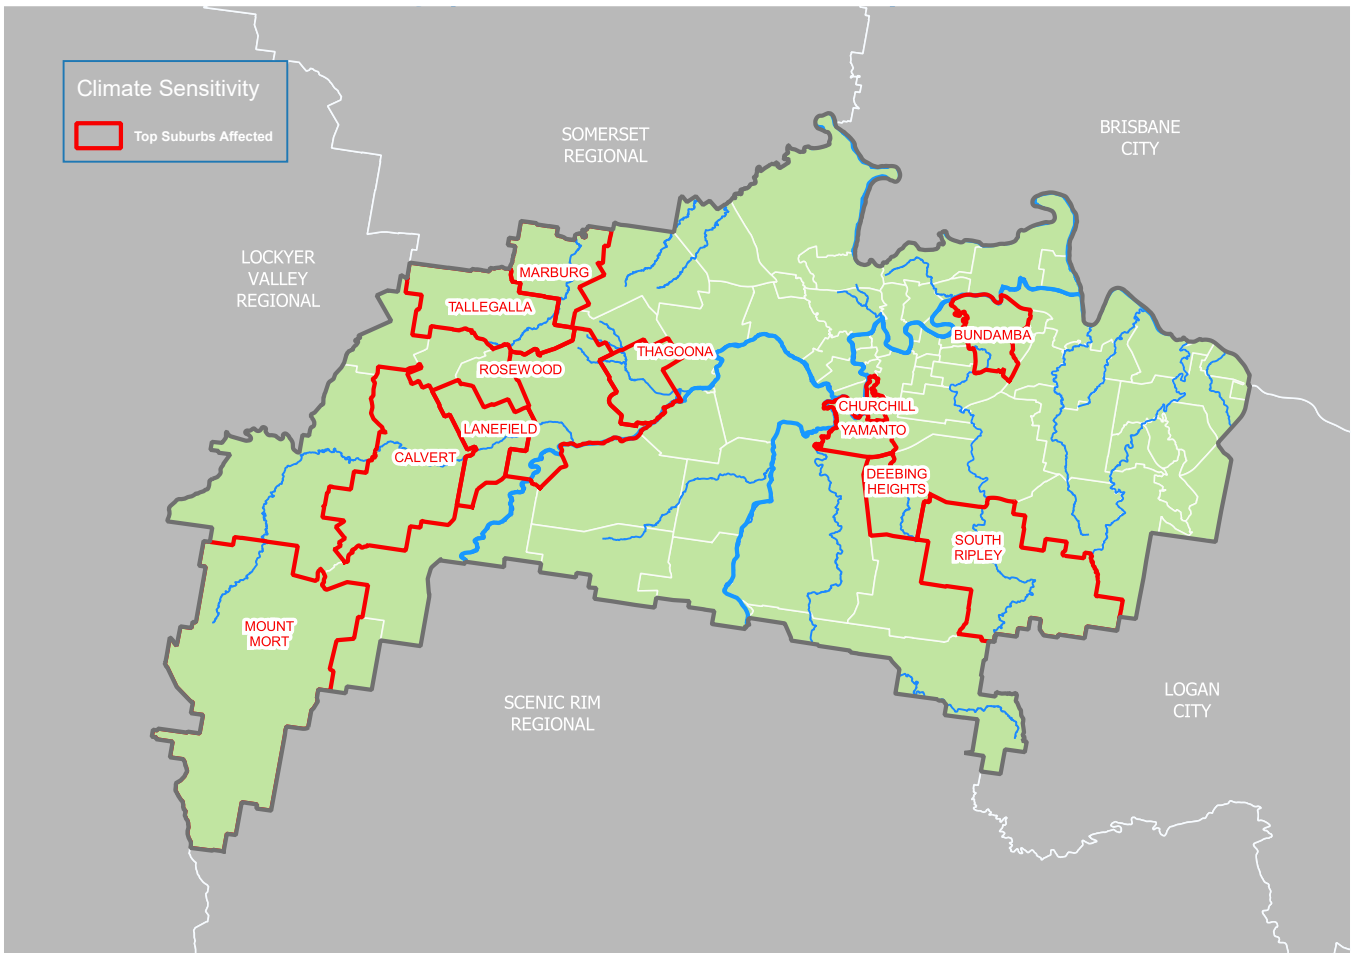 Climate Sensitivity
Top Suburbs Affected
SOMERSET
REGIONAL
BRISBANE
CITY
LOCKYER
VALLEY
REGIONAL
MARBURG
TALLEGALLA
THAGOONA
BUNDAMBA
ROSEWOOD
CHURCHILL
LANEFIELD
YAMANTO
CALVERT
DEEBING
HEIGHTS
SOUTH
RIPLEY
MOUNT
MORT
SCENIC RIM
REGIONAL
LOGAN
CITY